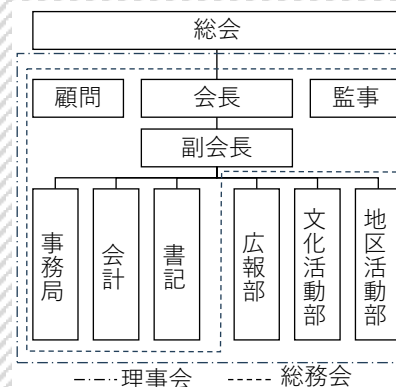 総会
顧問
会長
監事
副会長
事務局
会計
書記
広報部
文化活動部
地区活動部
理事会
総務会